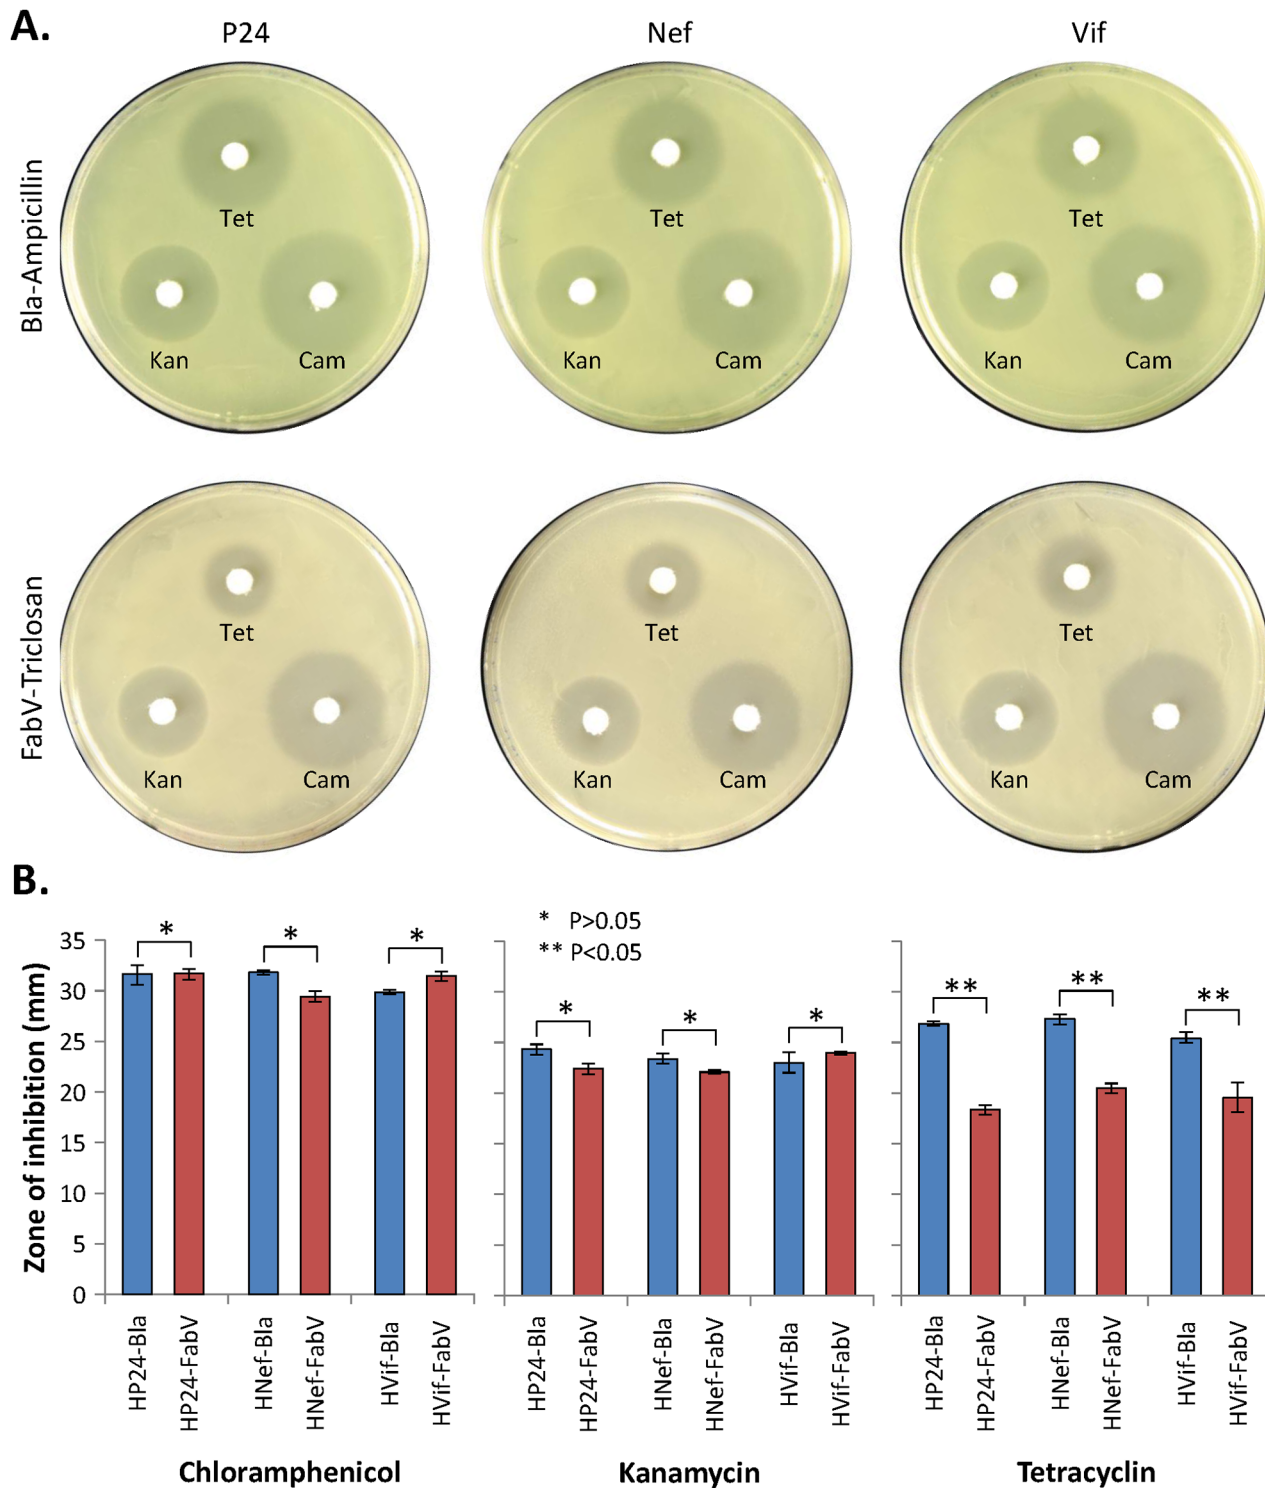 A.
P24 Nef Vif
Bla-Ampicillin
Tet Tet Tet
Kan Cam Kan Cam Kan Cam
FabV-Triclosan
Tet Tet Tet
Kan Cam Kan Cam Kan Cam
B.
* P>0.05
** P<0.05
Zone of inhibition (mm)
35
30
25
20
15
10
5
0
* * *
* * *
** ** **
HP24-Bla
HP24-FabV
HNef-Bla
HNef-FabV
HVif-Bla
HVif-FabV
Chloramphenicol
HP24-Bla
HP24-FabV
HNef-Bla
HNef-FabV
HVif-Bla
HVif-FabV
Kanamycin
HP24-Bla
HP24-FabV
HNef-Bla
HNef-FabV
HVif-Bla
HVif-FabV
Tetracyclin